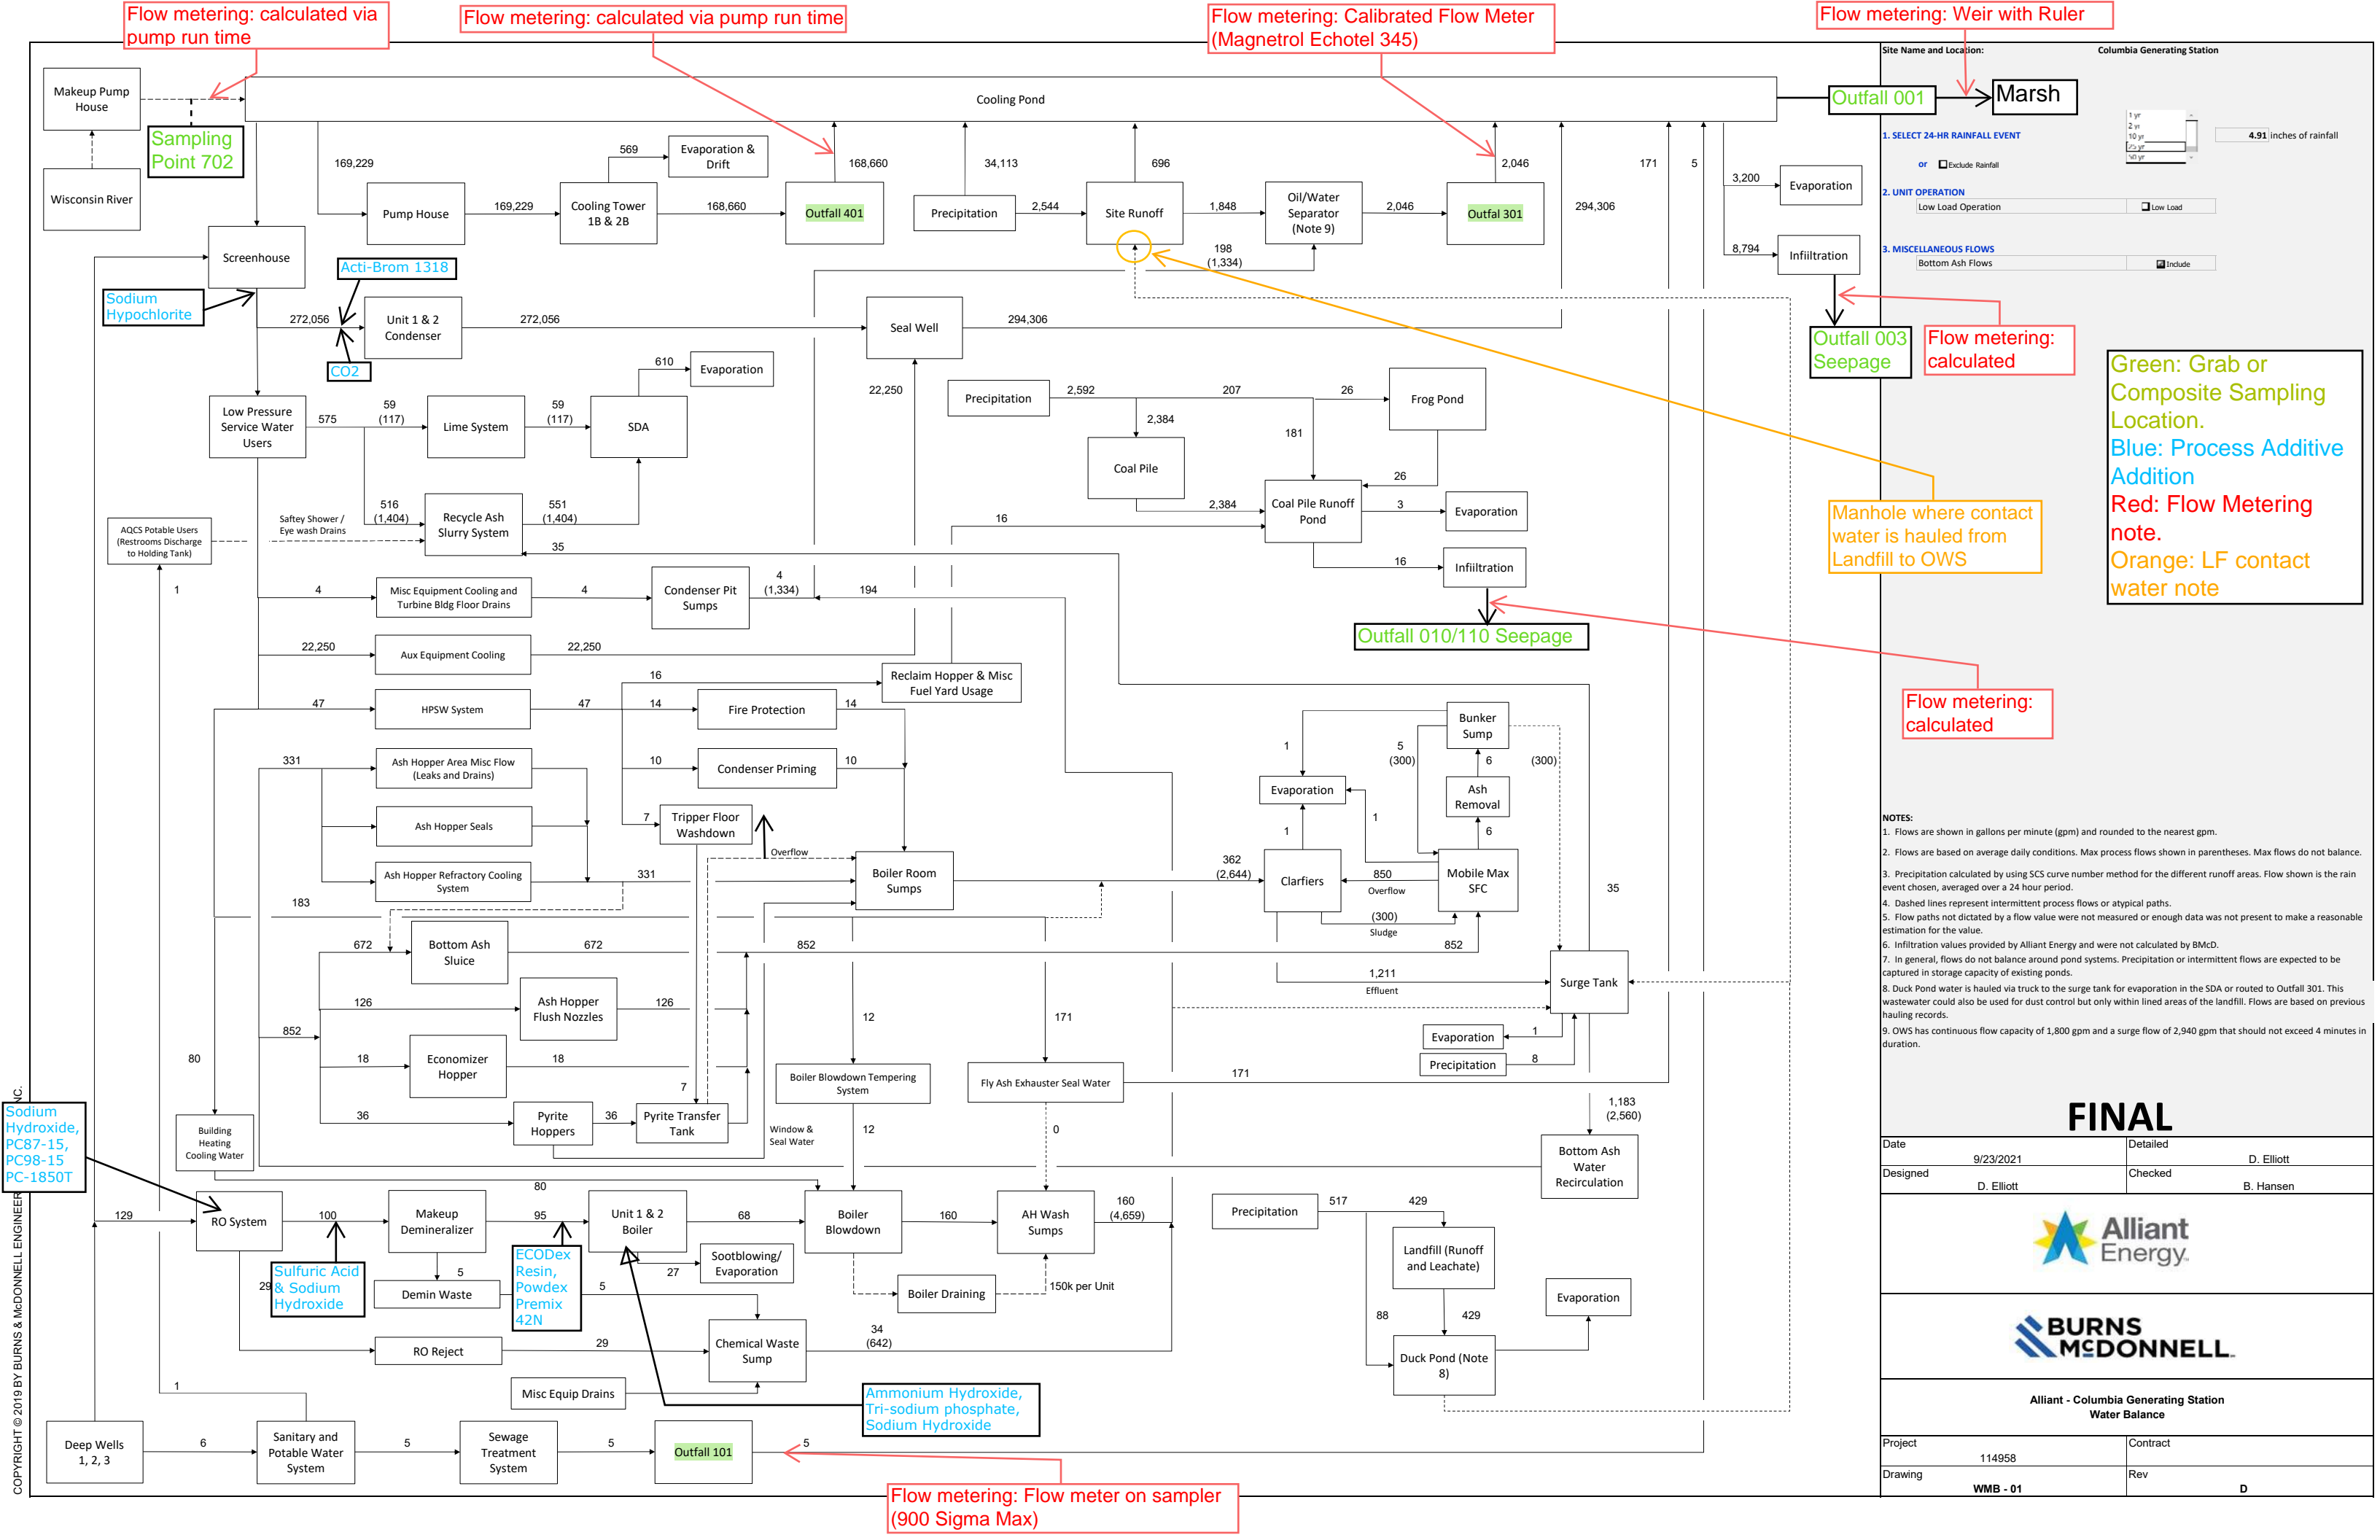 Flow metering: calculated via
pump run time
Flow metering: calculated via pump run time
Flow metering: Calibrated Flow Meter
(Magnetrol Echotel 345)
Flow metering: Weir with Ruler
Site Name and Location:
Columbia Generating Station
Makeup Pump
House
Cooling Pond
Outfall 001
Marsh
Sampling
Point 702
Wisconsin River
1. SELECT 24-HR RAINFALL EVENT
1 yr
2 yr
10 yr
25 yr
50 yr
4.91 inches of rainfall
or
Exclude Rainfall
2. UNIT OPERATION
Low Load Operation
Low Load
3. MISCELLANEOUS FLOWS
Bottom Ash Flows
Include
169,229
Pump House
169,229
Cooling Tower
1B & 2B
569
Evaporation &
Drift
168,660
Outfall 401
168,660
34,113
Precipitation
2,544
Site Runoff
696
1,848
Oil/Water
Separator
(Note 9)
2,046
Outfal 301
2,046
294,306
171
5
3,200
Evaporation
8,794
Infiiltration
198
(1,334)
Screenhouse
Acti-Brom 1318
Sodium
Hypochlorite
272,056
Unit 1 & 2
Condenser
272,056
CO2
Seal Well
294,306
22,250
Outfall 003
Seepage
Flow metering:
calculated
Green: Grab or
Composite Sampling
Location.
Blue: Process Additive
Addition
Red: Flow Metering
note.
Orange: LF contact
water note
610
Evaporation
Low Pressure
Service Water
Users
575
59
(117)
Lime System
59
(117)
SDA
516
(1,404)
Recycle Ash
Slurry System
551
(1,404)
35
AQCS Potable Users
(Restrooms Discharge
to Holding Tank)
Saftey Shower /
Eye wash Drains
1
Precipitation
2,592
207
26
Frog Pond
2,384
Coal Pile
181
26
2,384
Coal Pile Runoff
Pond
3
Evaporation
16
16
Infiiltration
Outfall 010/110 Seepage
Manhole where contact
water is hauled from
Landfill to OWS
Flow metering:
calculated
4
Misc Equipment Cooling and
Turbine Bldg Floor Drains
4
Condenser Pit
Sumps
4
(1,334)
194
22,250
Aux Equipment Cooling
22,250
16
Reclaim Hopper & Misc
Fuel Yard Usage
47
HPSW System
47
14
Fire Protection
14
331
Ash Hopper Area Misc Flow
(Leaks and Drains)
10
Condenser Priming
10
Ash Hopper Seals
7
Tripper Floor
Washdown
Overflow
Ash Hopper Refractory Cooling
System
331
Boiler Room
Sumps
362
(2,644)
Clarfiers
Bunker
Sump
1
5
(300)
6
(300)
Evaporation
Ash
Removal
1
1
6
850
Overflow
Mobile Max
SFC
(300)
Sludge
35
183
672
Bottom Ash
Sluice
672
852
852
126
Ash Hopper
Flush Nozzles
126
852
18
Economizer
Hopper
18
36
Pyrite
Hoppers
36
Pyrite Transfer
Tank
7
80
Building
Heating
Cooling Water
12
Boiler Blowdown Tempering
System
12
Window &
Seal Water
171
Fly Ash Exhauster Seal Water
171
0
1,211
Effluent
Surge Tank
Evaporation
1
Precipitation
8
1,183
(2,560)
Bottom Ash
Water
Recirculation
Sodium
Hydroxide,
PC87-15,
PC98-15
PC-1850T
80
129
RO System
100
Makeup
Demineralizer
95
Unit 1 & 2
Boiler
68
Boiler
Blowdown
160
AH Wash
Sumps
160
(4,659)
29
Sulfuric Acid
& Sodium
Hydroxide
5
Demin Waste
5
ECODex
Resin,
Powdex
Premix
42N
27
Sootblowing/
Evaporation
Boiler Draining
150k per Unit
RO Reject
29
Chemical Waste
Sump
34
(642)
Misc Equip Drains
Ammonium Hydroxide,
Tri-sodium phosphate,
Sodium Hydroxide
Precipitation
517
429
Landfill (Runoff
and Leachate)
88
429
Duck Pond (Note
8)
Evaporation
1
Deep Wells
1, 2, 3
6
Sanitary and
Potable Water
System
5
Sewage
Treatment
System
5
Outfall 101
5
Flow metering: Flow meter on sampler
(900 Sigma Max)
COPYRIGHT © 2019 BY BURNS & McDONNELL ENGINEER
NC.
NOTES:
1. Flows are shown in gallons per minute (gpm) and rounded to the nearest gpm.
2. Flows are based on average daily conditions. Max process flows shown in parentheses. Max flows do not balance.
3. Precipitation calculated by using SCS curve number method for the different runoff areas. Flow shown is the rain
event chosen, averaged over a 24 hour period.
4. Dashed lines represent intermittent process flows or atypical paths.
5. Flow paths not dictated by a flow value were not measured or enough data was not present to make a reasonable
estimation for the value.
6. Infiltration values provided by Alliant Energy and were not calculated by BMcD.
7. In general, flows do not balance around pond systems. Precipitation or intermittent flows are expected to be
captured in storage capacity of existing ponds.
8. Duck Pond water is hauled via truck to the surge tank for evaporation in the SDA or routed to Outfall 301. This
wastewater could also be used for dust control but only within lined areas of the landfill. Flows are based on previous
hauling records.
9. OWS has continuous flow capacity of 1,800 gpm and a surge flow of 2,940 gpm that should not exceed 4 minutes in
duration.
FINAL
Date
9/23/2021
Detailed
D. Elliott
Designed
D. Elliott
Checked
B. Hansen
Alliant
Energy
BURNS
McDONNELL
Alliant - Columbia Generating Station
Water Balance
Project
114958
Contract
Drawing
WMB - 01
Rev
D